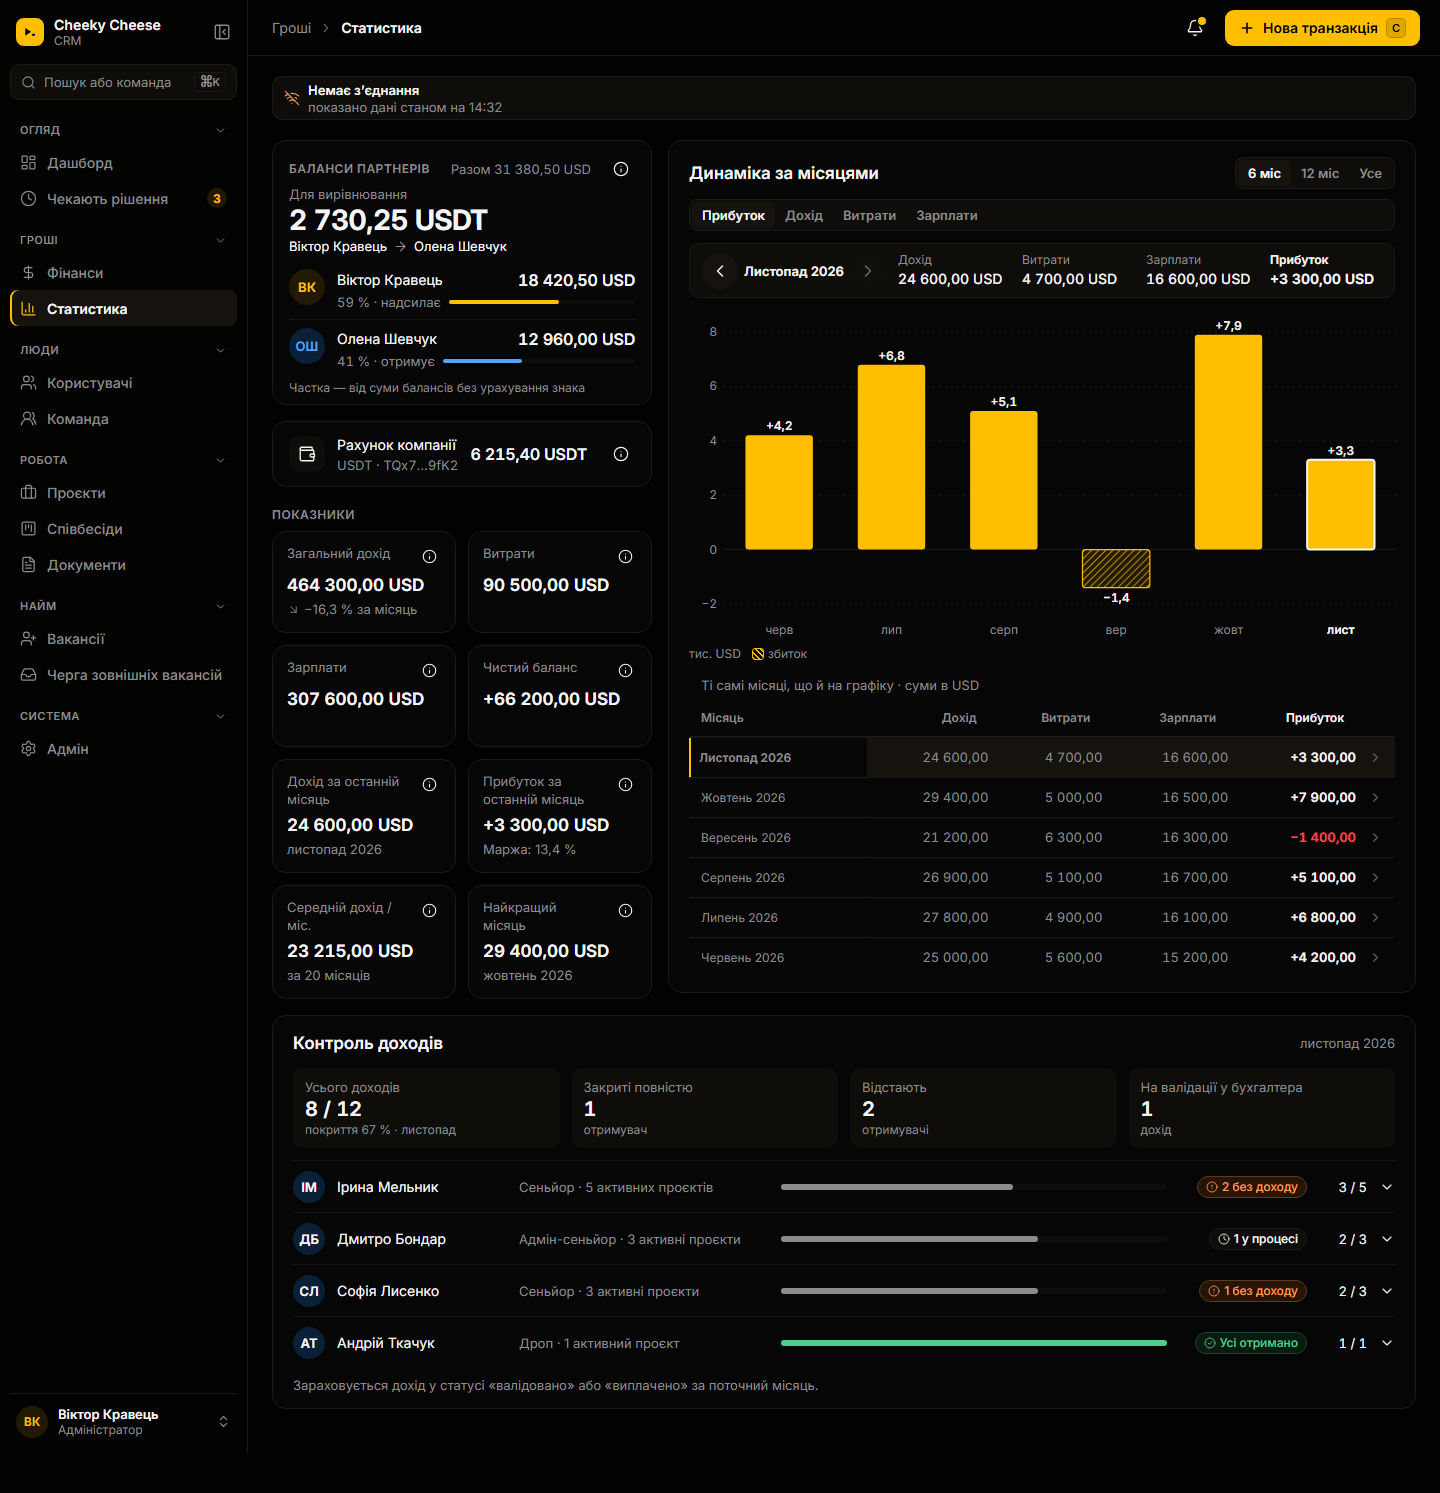 Cheeky Cheese
CRM
Пошук або команда
⌘K
ОГЛЯД
Дашборд
Чекають рішення
3
ГРОШІ
Фінанси
Статистика
ЛЮДИ
Користувачі
Команда
РОБОТА
Проєкти
Співбесіди
Документи
НАЙМ
Вакансії
Черга зовнішніх вакансій
СИСТЕМА
Адмін
ВК
Віктор Кравець
Адміністратор
Гроші
Статистика
Нова транзакція
C
Немає з’єднання
показано дані станом на 14:32
БАЛАНСИ ПАРТНЕРІВ
Разом 31 380,50 USD
Для вирівнювання
2 730,25 USDT
Віктор Кравець → Олена Шевчук
ВК
Віктор Кравець
18 420,50 USD
59 % · надсилає
ОШ
Олена Шевчук
12 960,00 USD
41 % · отримує
Частка — від суми балансів без урахування знака
Рахунок компанії
USDT · TQx7…9fK2
6 215,40 USDT
ПОКАЗНИКИ
Загальний дохід
464 300,00 USD
−16,3 % за місяць
Витрати
90 500,00 USD
Зарплати
307 600,00 USD
Чистий баланс
+66 200,00 USD
Дохід за останній
місяць
24 600,00 USD
листопад 2026
Прибуток за
останній місяць
+3 300,00 USD
Маржа: 13,4 %
Середній дохід /
міс.
23 215,00 USD
за 20 місяців
Найкращий
місяць
29 400,00 USD
жовтень 2026
Динаміка за місяцями
6 міс
12 міс
Усе
Прибуток
Дохід
Витрати
Зарплати
Листопад 2026
Дохід
24 600,00 USD
Витрати
4 700,00 USD
Зарплати
16 600,00 USD
Прибуток
+3 300,00 USD
8
6
4
2
0
−2
+4,2
+6,8
+5,1
−1,4
+7,9
+3,3
черв
лип
серп
вер
жовт
лист
тис. USD
збиток
Ті самі місяці, що й на графіку · суми в USD
Місяць Дохід Витрати Зарплати Прибуток
Листопад 2026 24 600,00 4 700,00 16 600,00 +3 300,00
Жовтень 2026 29 400,00 5 000,00 16 500,00 +7 900,00
Вересень 2026 21 200,00 6 300,00 16 300,00 −1 400,00
Серпень 2026 26 900,00 5 100,00 16 700,00 +5 100,00
Липень 2026 27 800,00 4 900,00 16 100,00 +6 800,00
Червень 2026 25 000,00 5 600,00 15 200,00 +4 200,00
Контроль доходів
листопад 2026
Усього доходів
8 / 12
покриття 67 % · листопад
Закриті повністю
1
отримувач
Відстають
2
отримувачі
На валідації у бухгалтера
1
дохід
ІМ Ірина Мельник Сеньйор · 5 активних проєктів 2 без доходу 3 / 5
ДБ Дмитро Бондар Адмін-сеньйор · 3 активні проєкти 1 у процесі 2 / 3
СЛ Софія Лисенко Сеньйор · 3 активні проєкти 1 без доходу 2 / 3
АТ Андрій Ткачук Дроп · 1 активний проєкт Усі отримано 1 / 1
Зараховується дохід у статусі «валідовано» або «виплачено» за поточний місяць.